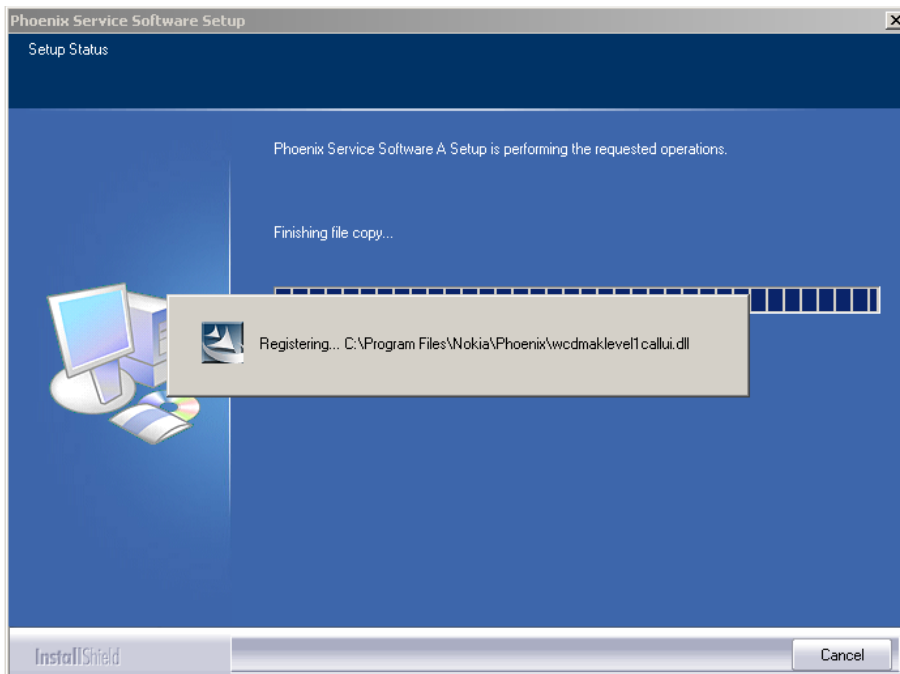 Phoenix Service Software Setup
Setup Status
Phoenix Service Software A Setup is performing the requested operations.
Finishing file copy...
Registering... C:\Program Files\Nokia\Phoenix\wcdmaklevel1callui.dll
InstallShield
Cancel